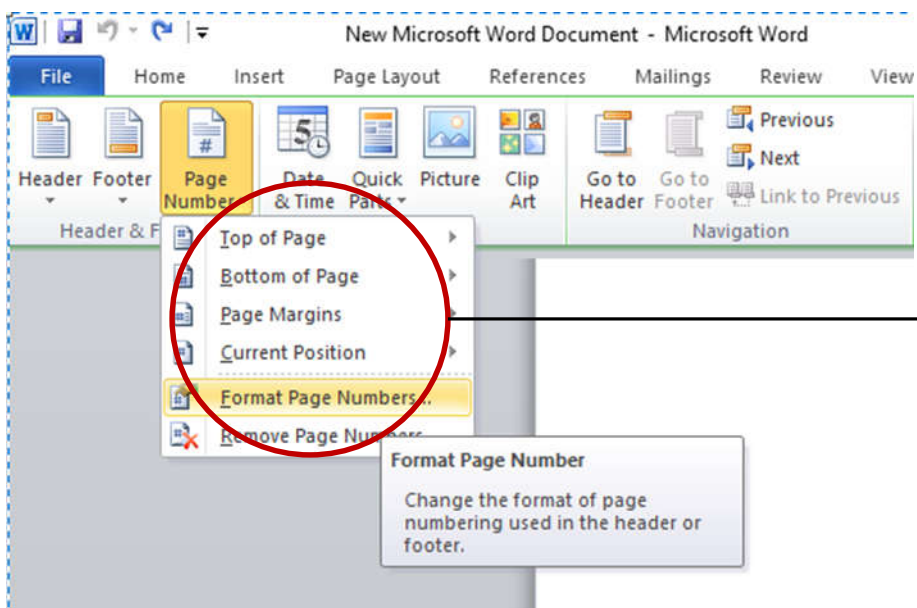 New Microsoft Word Document - Microsoft Word
File Home Insert Page Layout References Mailings Review View
Header Footer Page Number Date & Time Quick Parts Picture Clip Art Go to Header Go to Footer Previous Next Link to Previous
Header & F Navigation
Top of Page
Bottom of Page
Page Margins
Current Position
Format Page Numbers...
Remove Page Numbers
Format Page Number
Change the format of page
numbering used in the header or
footer.